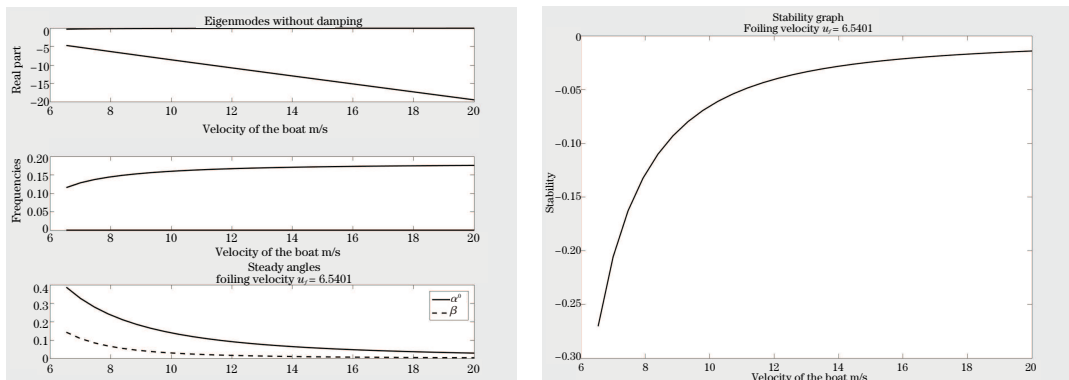 Eigenmodes without damping
Real part
0
−5
−10
−15
−20
6 8 10 12 14 16 18 20
Velocity of the boat m/s
Frequencies
0.20
0.15
0.10
0.05
0
6 8 10 12 14 16 18 20
Velocity of the boat m/s
Steady angles
foiling velocity u_f = 6.5401
0.4
0.3
0.2
0.1
0
α⁰
β
6 8 10 12 14 16 18 20
Stability graph
Foiling velocity u_f = 6.5401
Stability
0
−0.05
−0.10
−0.15
−0.20
−0.25
−0.30
6 8 10 12 14 16 18 20
Velocity of the boat m/s